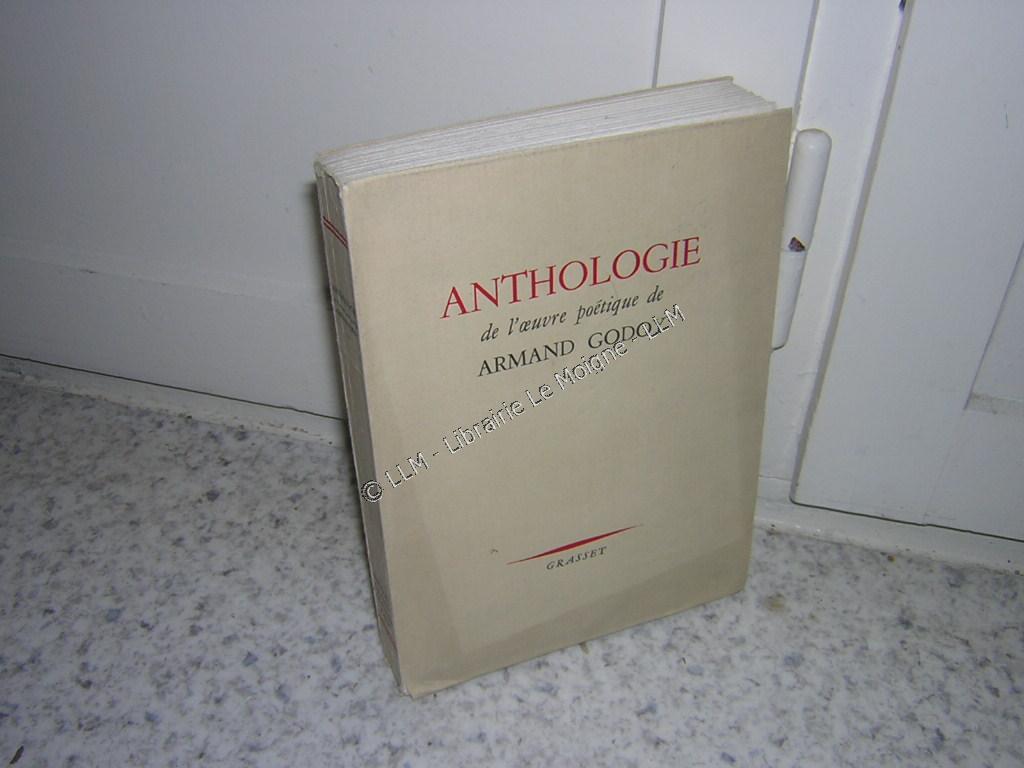 ANTHOLOGIE
de l'œuvre poétique de
ARMAND GODOY
GRASSET
© LLM - Librairie Le Moigne - LLM